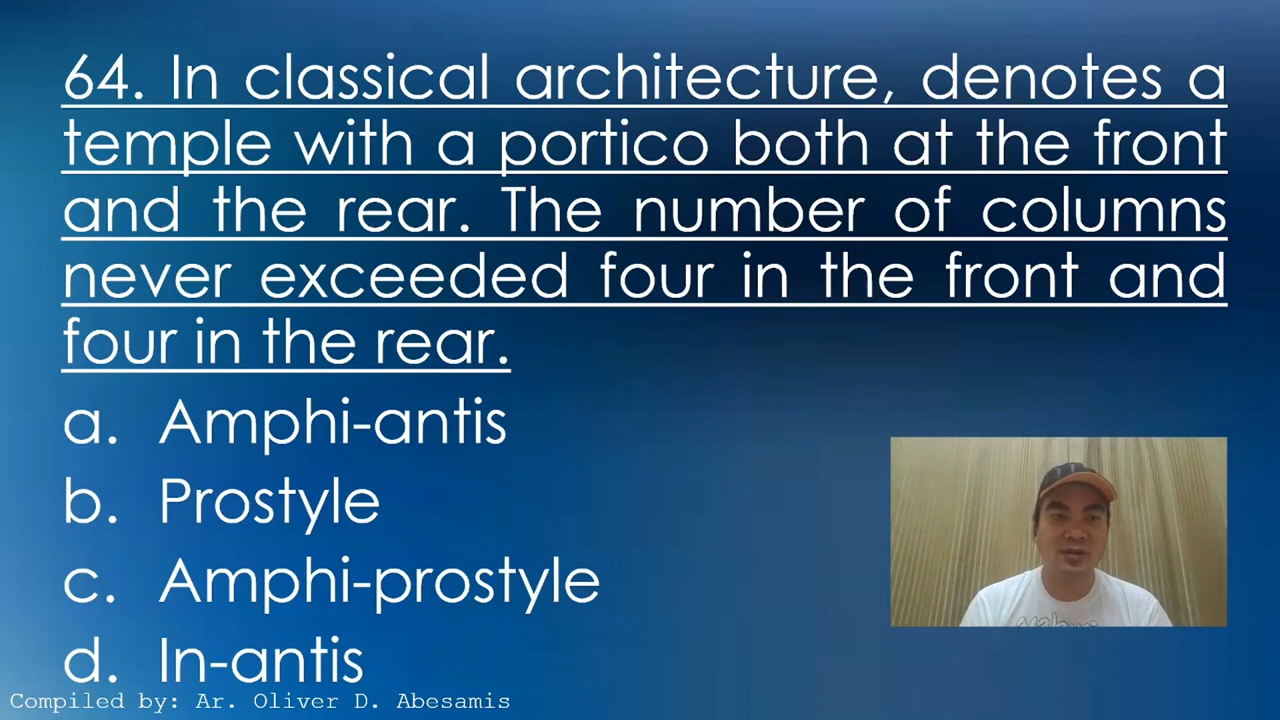 64. In classical architecture, denotes a
temple with a portico both at the front
and the rear. The number of columns
never exceeded four in the front and
four in the rear.
a. Amphi-antis
b. Prostyle
c. Amphi-prostyle
d. In-antis
Compiled by: Ar. Oliver D. Abesamis